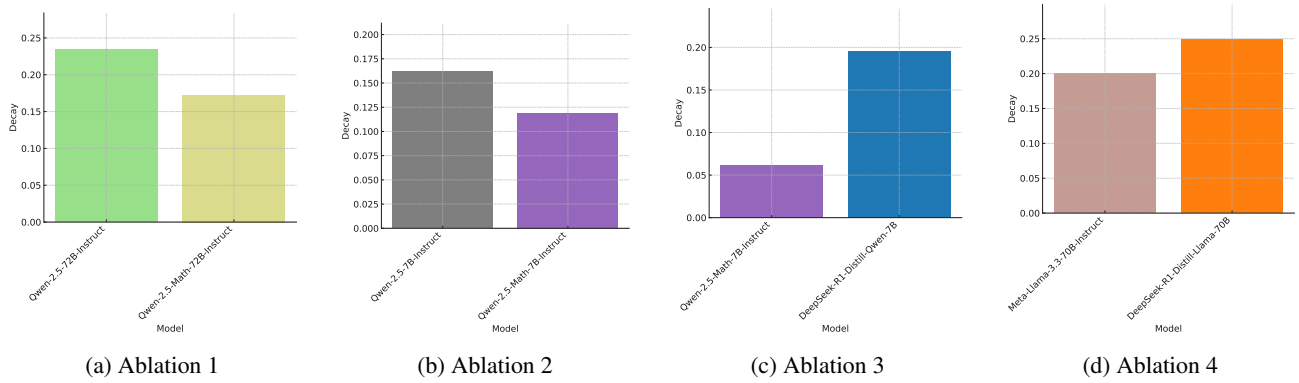 0.25
0.20
0.15
0.10
0.05
0.00
Decay
Qwen-2.5-72B-Instruct
Qwen-2.5-Math-72B-Instruct
Model
(a) Ablation 1
0.200
0.175
0.150
0.125
0.100
0.075
0.050
0.025
0.000
Decay
Qwen-2.5-7B-Instruct
Qwen-2.5-Math-7B-Instruct
Model
(b) Ablation 2
0.20
0.15
0.10
0.05
0.00
Decay
Qwen-2.5-Math-7B-Instruct
DeepSeek-R1-Distill-Qwen-7B
Model
(c) Ablation 3
0.25
0.20
0.15
0.10
0.05
0.00
Decay
Meta-Llama-3.3-70B-Instruct
DeepSeek-R1-Distill-Llama-70B
Model
(d) Ablation 4